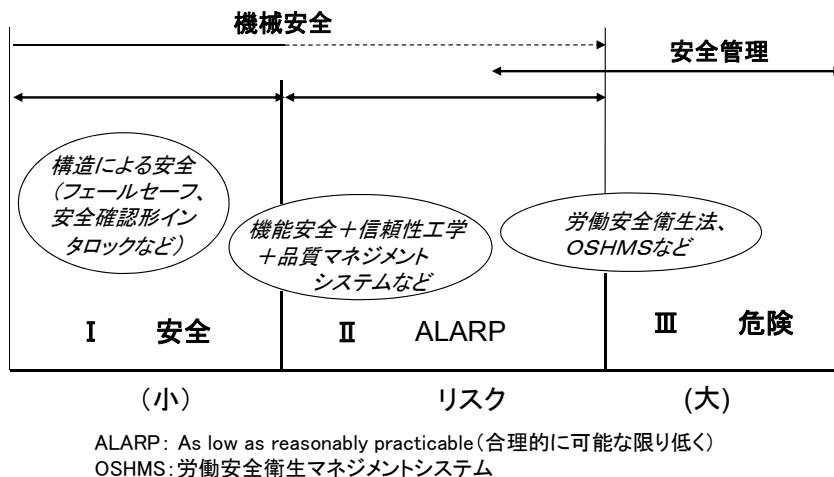 機械安全
安全管理
構造による安全
(フェールセーフ、
安全確認形イン
タロックなど)
機能安全+信頼性工学
+品質マネジメント
システムなど
労働安全衛生法、
OSHMSなど
Ⅰ 安全
Ⅱ ALARP
Ⅲ 危険
(小) リスク (大)
ALARP: As low as reasonably practicable(合理的に可能な限り低く)
OSHMS:労働安全衛生マネジメントシステム